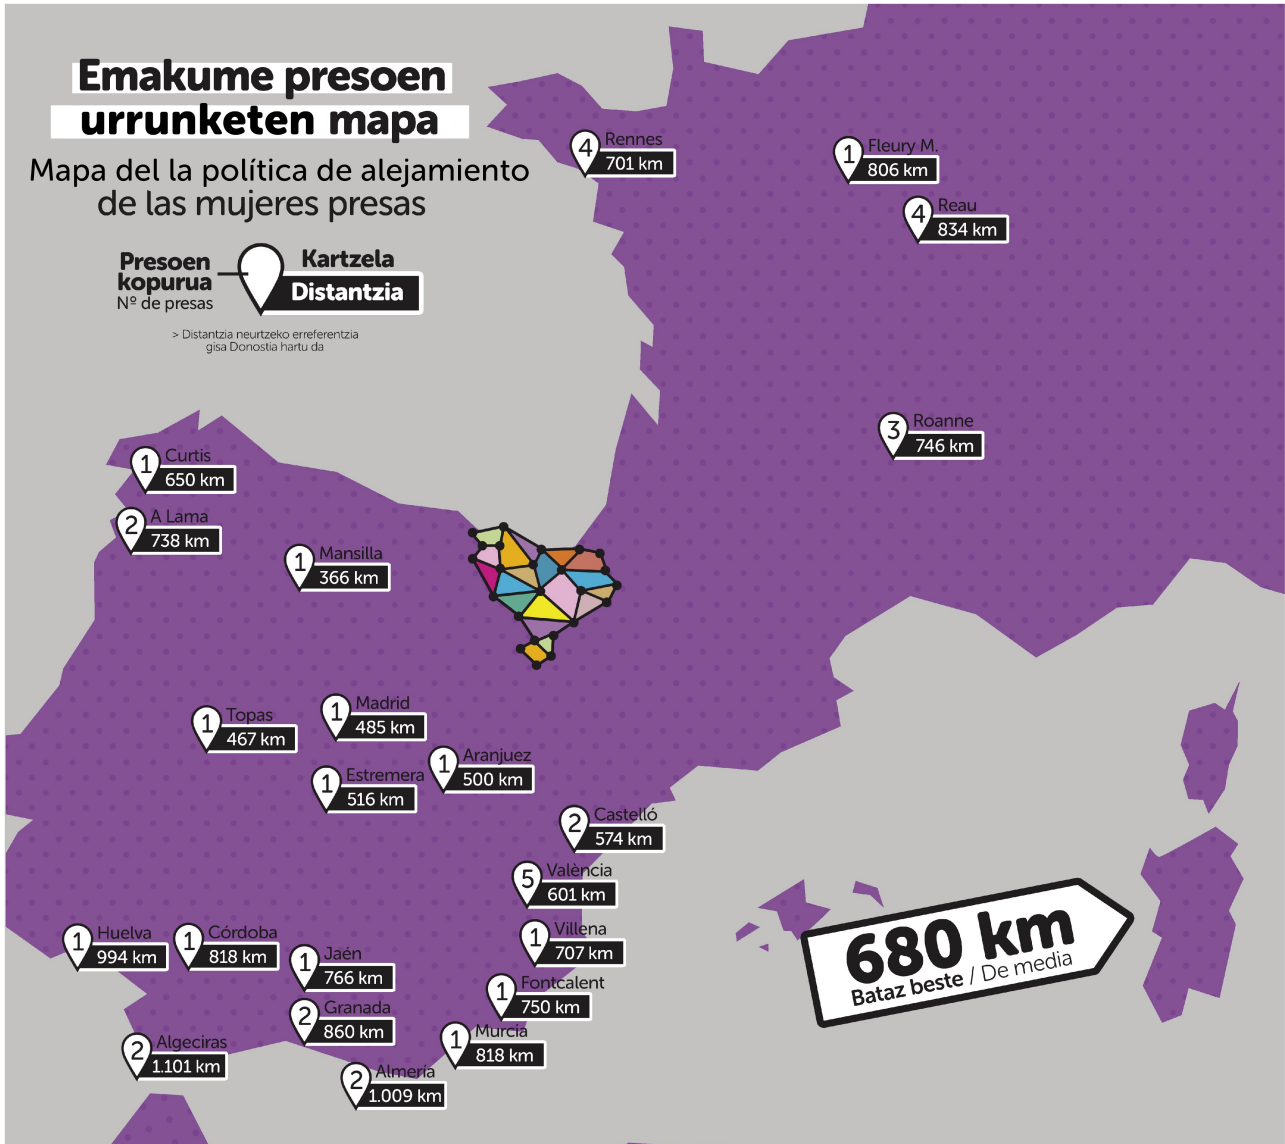 Emakume presoen
urrunketen mapa
Mapa del la política de alejamiento
de las mujeres presas
Presoen
kopurua
Nº de presas
Kartzela
Distantzia
> Distantzia neurtzeko erreferentzia
gisa Donostia hartu da
4
Rennes
701 km
1
Fleury M.
806 km
4
Reau
834 km
3
Roanne
746 km
1
Curtis
650 km
2
A Lama
738 km
1
Mansilla
366 km
1
Topas
467 km
1
Madrid
485 km
1
Aranjuez
500 km
1
Estremera
516 km
2
Castelló
574 km
5
València
601 km
1
Villena
707 km
1
Huelva
994 km
1
Córdoba
818 km
1
Jaén
766 km
1
Fontcalent
750 km
2
Granada
860 km
1
Murcia
818 km
2
Algeciras
1.101 km
2
Almería
1.009 km
680 km
Bataz beste / De media